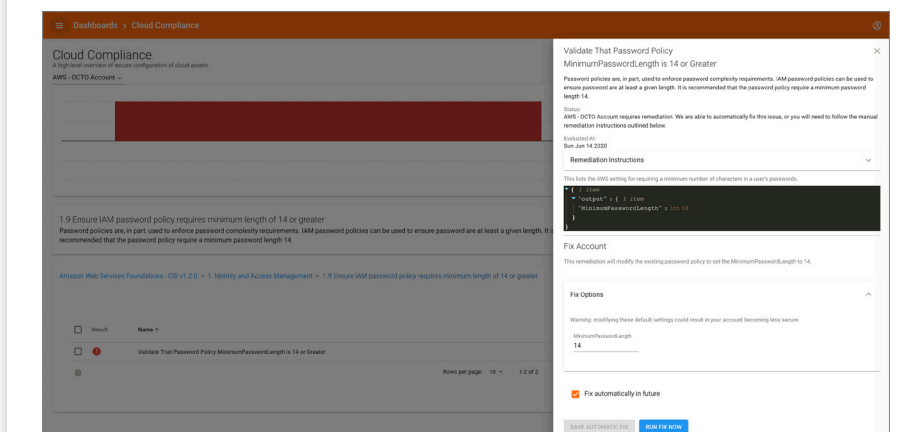 Dashboards > Cloud Compliance
Cloud Compliance
A high-level overview of secure configuration of cloud assets.
AWS - OCTO Account
1.9 Ensure IAM password policy requires minimum length of 14 or greater
Password policies are, in part, used to enforce password complexity requirements. IAM password policies can be used to ensure password are at least a given length. It is
recommended that the password policy require a minimum password length 14.
Amazon Web Services Foundations - CIS v1.2.0 > 1. Identity and Access Management > 1.9 Ensure IAM password policy requires minimum length of 14 or greater
Result Name ↑
Validate That Password Policy MinimumPasswordLength is 14 or Greater
Rows per page: 10 1-2 of 2
Validate That Password Policy
MinimumPasswordLength is 14 or Greater
Password policies are, in part, used to enforce password complexity requirements. IAM password policies can be used to
ensure password are at least a given length. It is recommended that the password policy require a minimum password
length 14.
Status:
AWS - OCTO Account requires remediation. We are able to automatically fix this issue, or you will need to follow the manual
remediation instructions outlined below.
Evaluated At:
Sun Jun 14 2020
Remediation Instructions
This lists the AWS setting for requiring a minimum number of characters in a user's passwords.
{ 1 item
"output" : { 1 item
"MinimumPasswordLength" : int 10
}
}
Fix Account
This remediation will modify the existing password policy to set the MinimumPasswordLength to 14.
Fix Options
Warning: modifying these default settings could result in your account becoming less secure.
MinimumPasswordLength
14
Fix automatically in future
SAVE AUTOMATIC FIX RUN FIX NOW